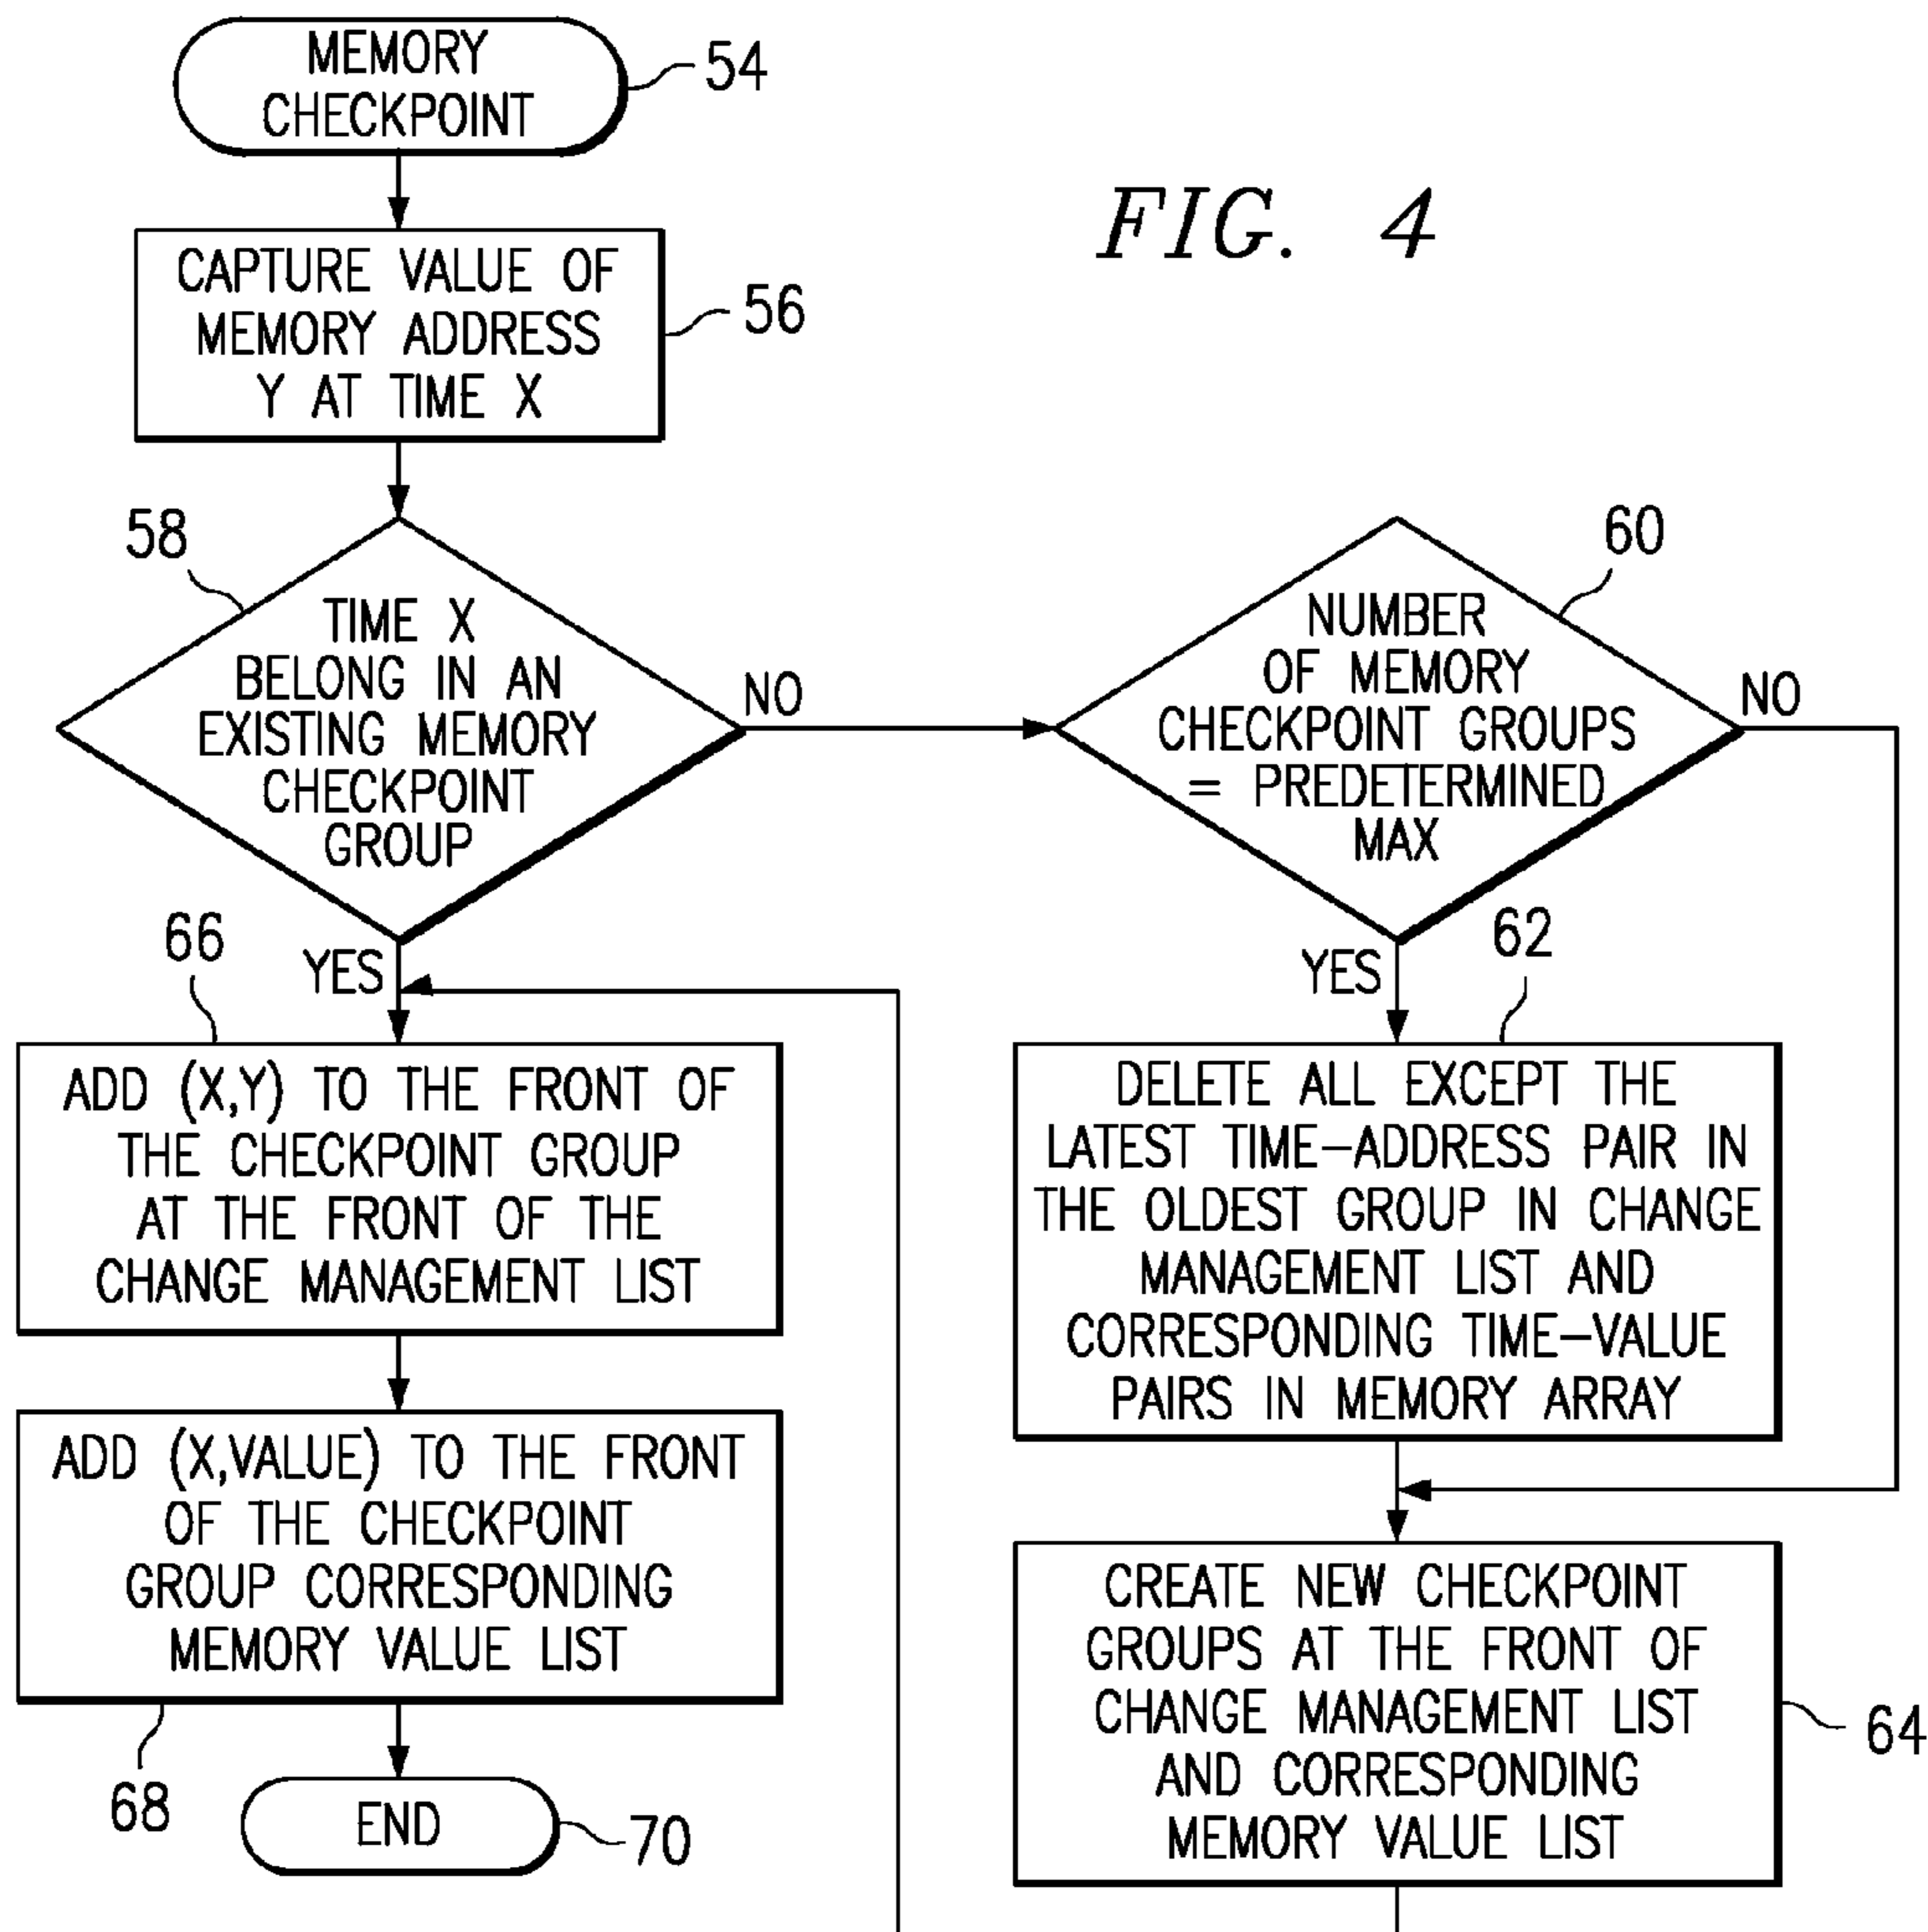 MEMORY
CHECKPOINT
54
FIG. 4
CAPTURE VALUE OF
MEMORY ADDRESS
Y AT TIME X
56
58
TIME X
BELONG IN AN
EXISTING MEMORY
CHECKPOINT
GROUP
NO
YES
60
NUMBER
OF MEMORY
CHECKPOINT GROUPS
= PREDETERMINED
MAX
NO
YES
62
DELETE ALL EXCEPT THE
LATEST TIME-ADDRESS PAIR IN
THE OLDEST GROUP IN CHANGE
MANAGEMENT LIST AND
CORRESPONDING TIME-VALUE
PAIRS IN MEMORY ARRAY
CREATE NEW CHECKPOINT
GROUPS AT THE FRONT OF
CHANGE MANAGEMENT LIST
AND CORRESPONDING
MEMORY VALUE LIST
64
66
ADD (X,Y) TO THE FRONT OF
THE CHECKPOINT GROUP
AT THE FRONT OF THE
CHANGE MANAGEMENT LIST
ADD (X,VALUE) TO THE FRONT
OF THE CHECKPOINT
GROUP CORRESPONDING
MEMORY VALUE LIST
68
END
70